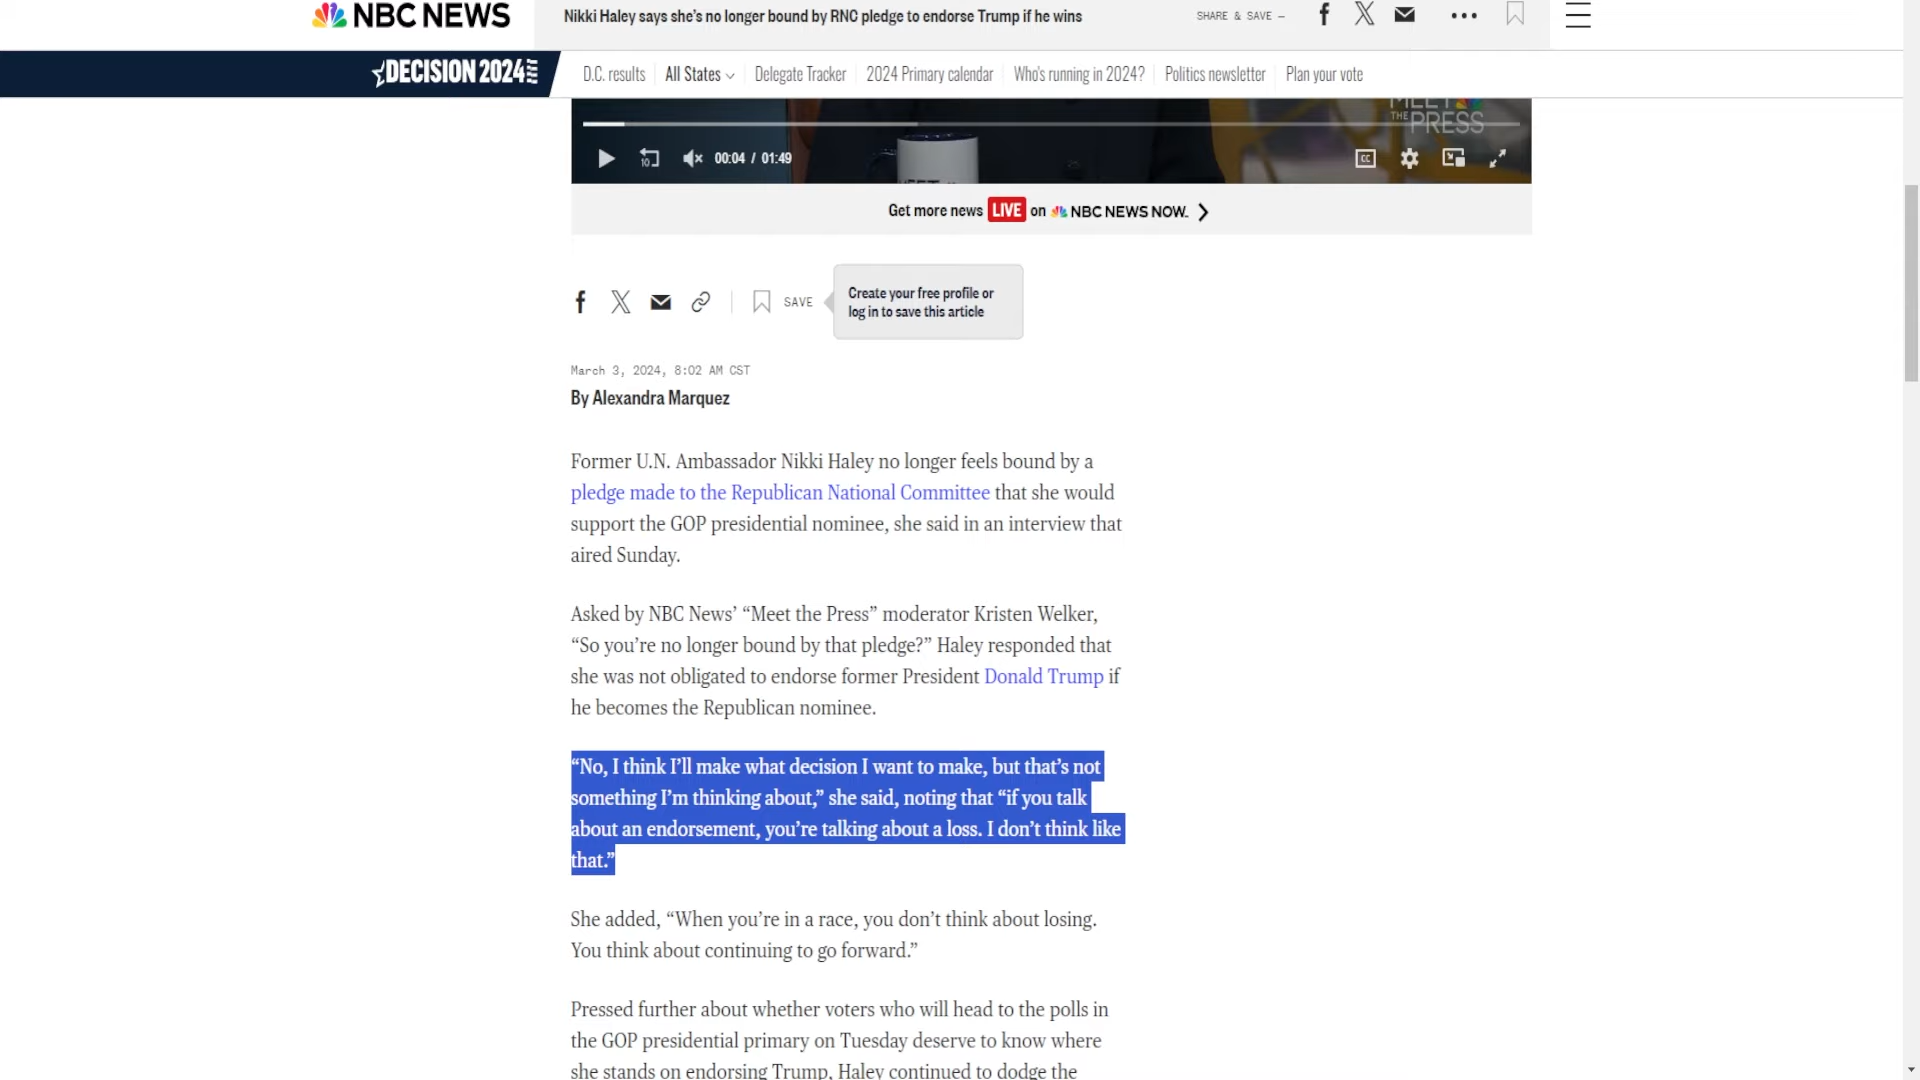 NBC NEWS
Nikki Haley says she’s no longer bound by RNC pledge to endorse Trump if he wins
SHARE & SAVE —
DECISION 2024
D.C. results
All States
Delegate Tracker
2024 Primary calendar
Who's running in 2024?
Politics newsletter
Plan your vote
MEET
THE PRESS
10
00:04 / 01:49
CC
Get more news LIVE on NBC NEWS NOW.
SAVE
Create your free profile or
log in to save this article
March 3, 2024, 8:02 AM CST
By Alexandra Marquez
Former U.N. Ambassador Nikki Haley no longer feels bound by a
pledge made to the Republican National Committee that she would
support the GOP presidential nominee, she said in an interview that
aired Sunday.
Asked by NBC News’ “Meet the Press” moderator Kristen Welker,
“So you’re no longer bound by that pledge?” Haley responded that
she was not obligated to endorse former President Donald Trump if
he becomes the Republican nominee.
“No, I think I’ll make what decision I want to make, but that’s not
something I’m thinking about,” she said, noting that “if you talk
about an endorsement, you’re talking about a loss. I don’t think like
that.”
She added, “When you’re in a race, you don’t think about losing.
You think about continuing to go forward.”
Pressed further about whether voters who will head to the polls in
the GOP presidential primary on Tuesday deserve to know where
she stands on endorsing Trump, Haley continued to dodge the